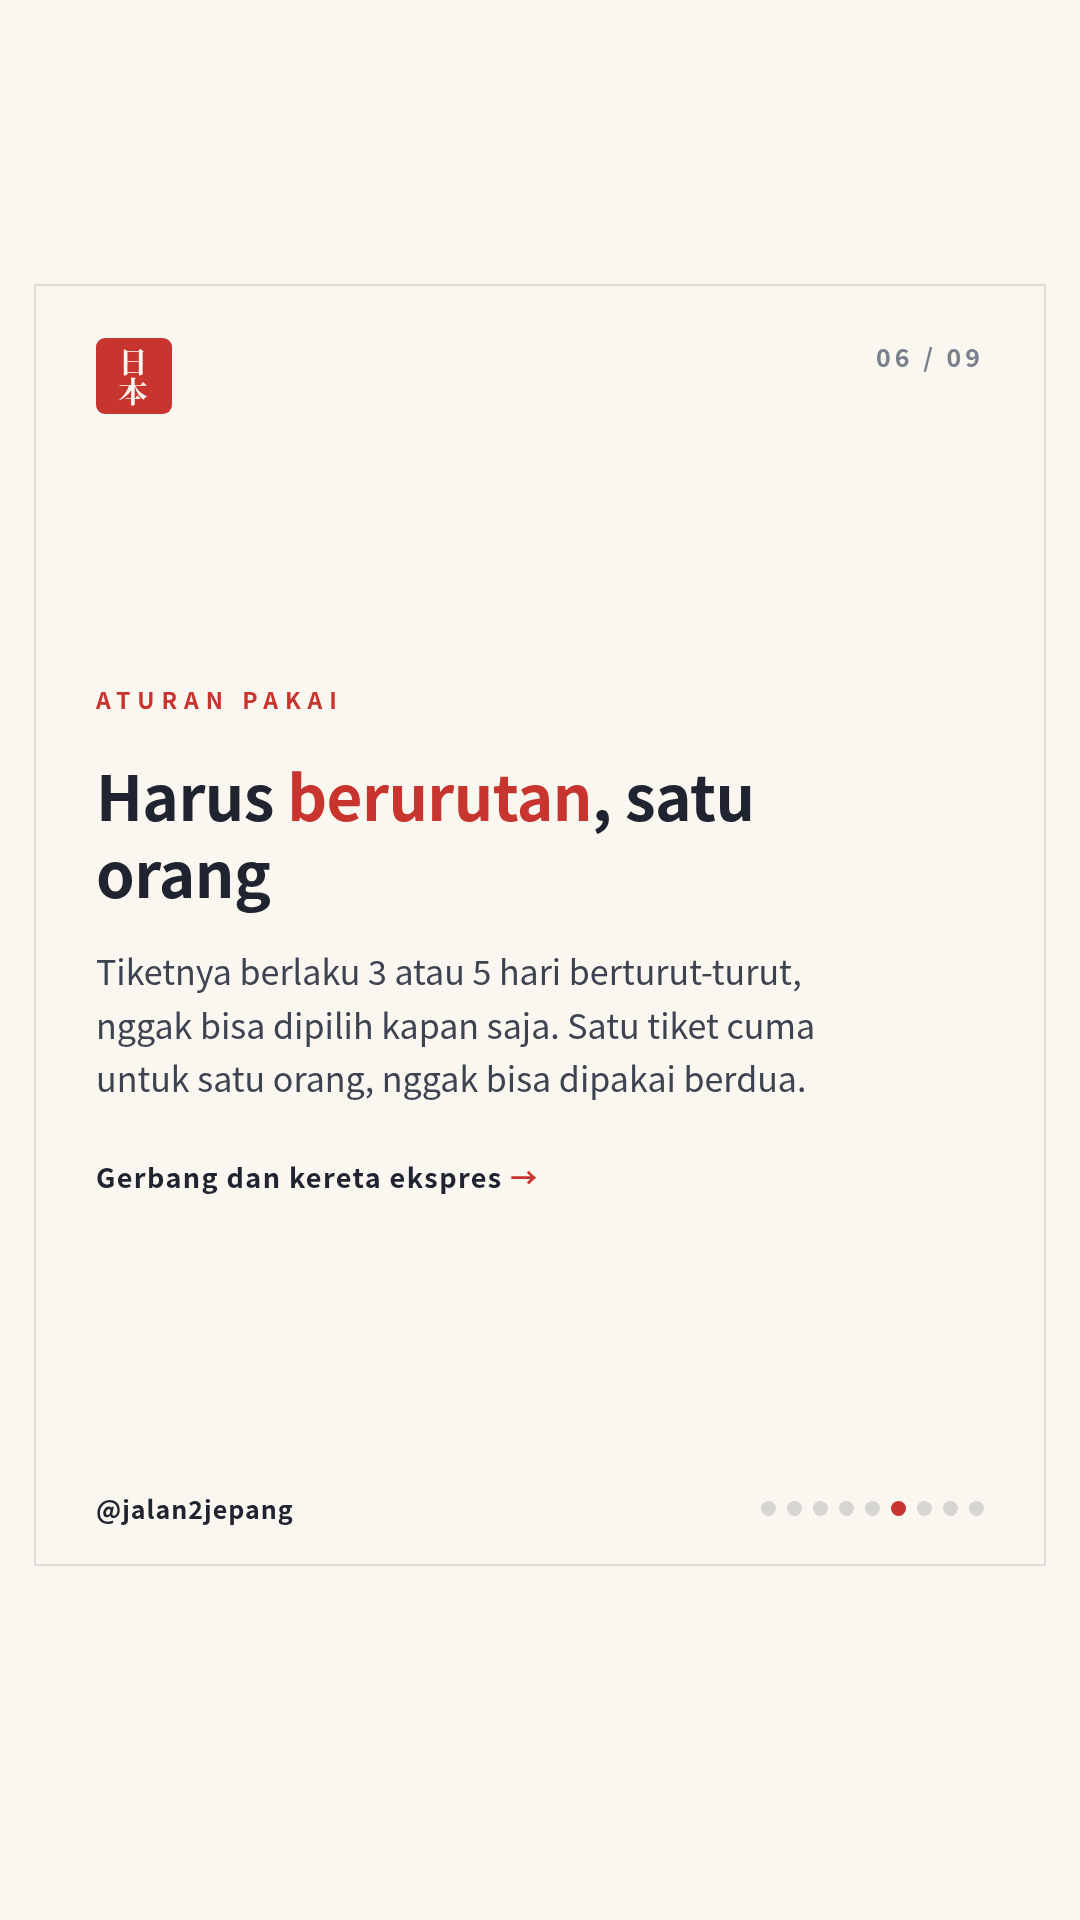 日本
06 / 09
ATURAN PAKAI
Harus berurutan, satu
orang
Tiketnya berlaku 3 atau 5 hari berturut-turut,
nggak bisa dipilih kapan saja. Satu tiket cuma
untuk satu orang, nggak bisa dipakai berdua.
Gerbang dan kereta ekspres →
@jalan2jepang